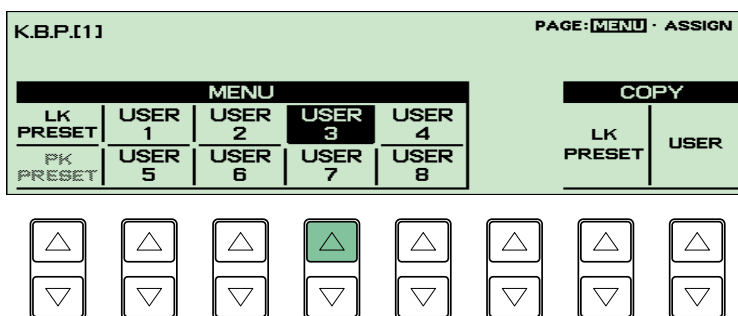 K.B.P.[1]
PAGE: MENU · ASSIGN
MENU
LK PRESET
USER 1
USER 2
USER 3
USER 4
PK PRESET
USER 5
USER 6
USER 7
USER 8
COPY
LK PRESET
USER